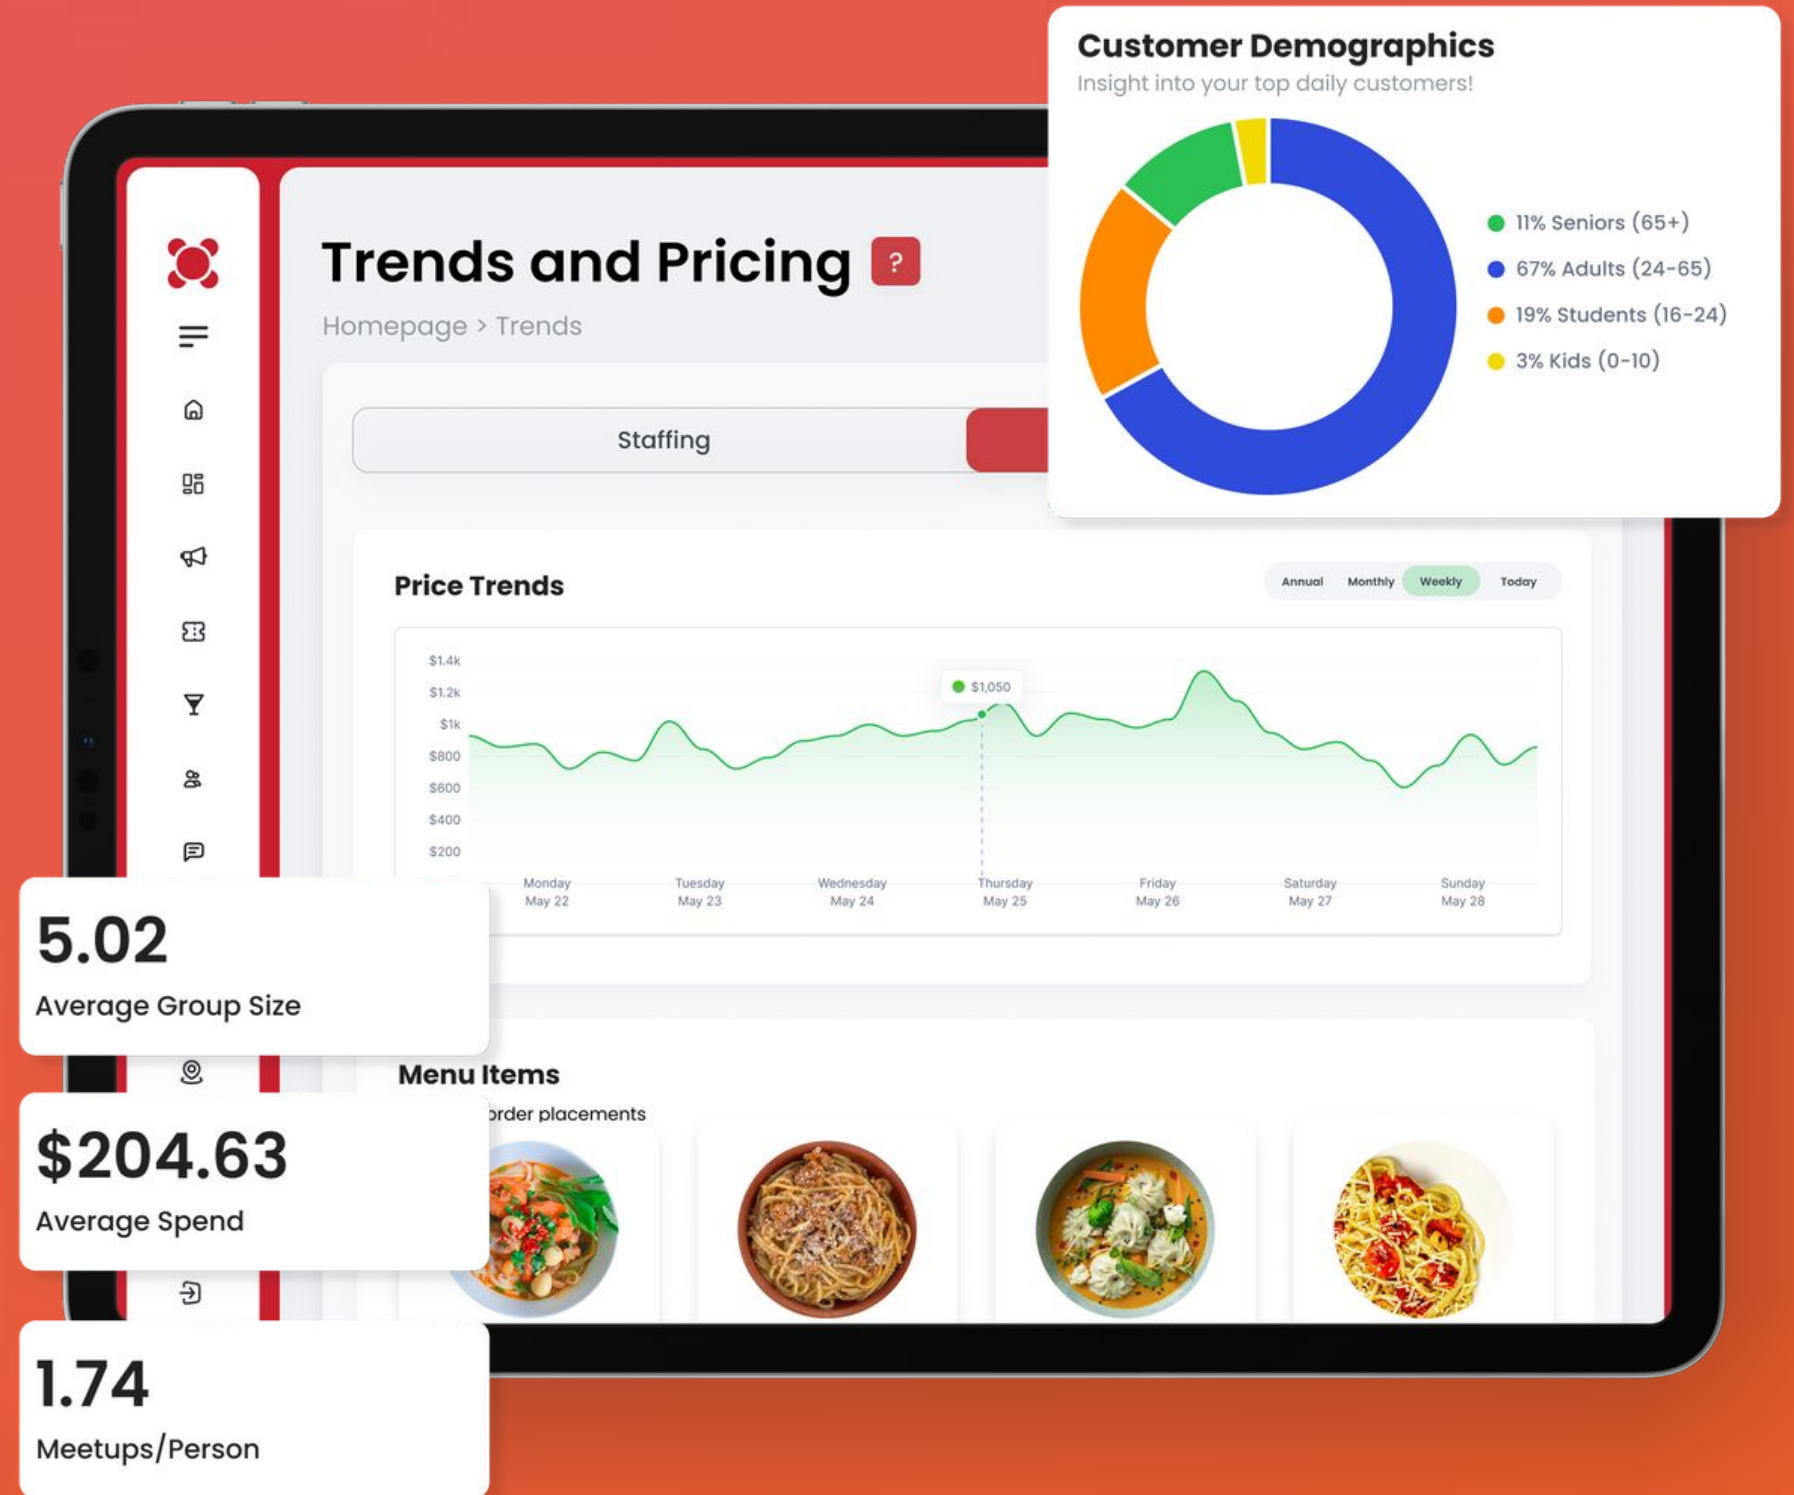 Customer Demographics
Insight into your top daily customers!
11% Seniors (65+)
67% Adults (24-65)
19% Students (16-24)
3% Kids (0-10)
Trends and Pricing ?
Homepage > Trends
Staffing
Price Trends
Annual Monthly Weekly Today
$1.4k
$1.2k
$1k
$800
$600
$400
$200
$1,050
Monday
May 22
Tuesday
May 23
Wednesday
May 24
Thursday
May 25
Friday
May 26
Saturday
May 27
Sunday
May 28
5.02
Average Group Size
Menu Items
order placements
$204.63
Average Spend
1.74
Meetups/Person